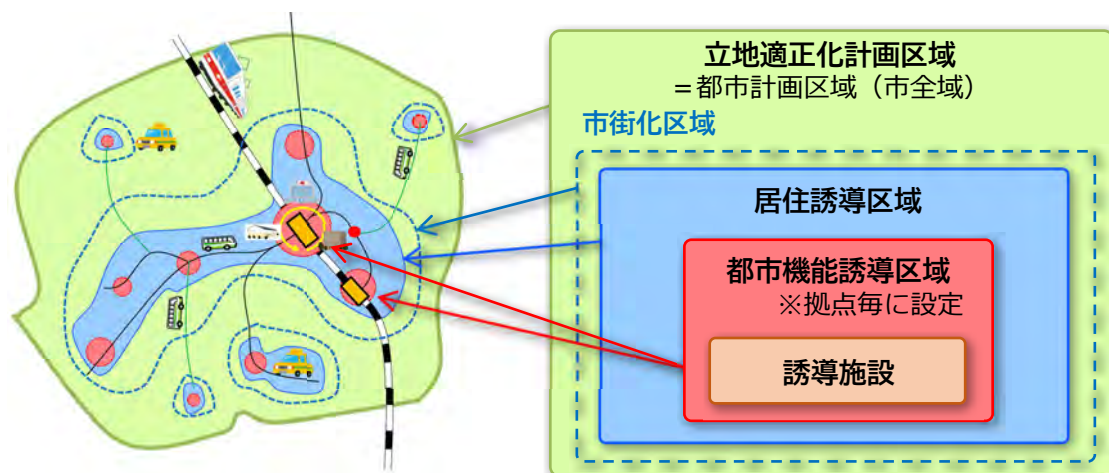 立地適正化計画区域
＝都市計画区域（市全域）
市街化区域
居住誘導区域
都市機能誘導区域
※拠点毎に設定
誘導施設